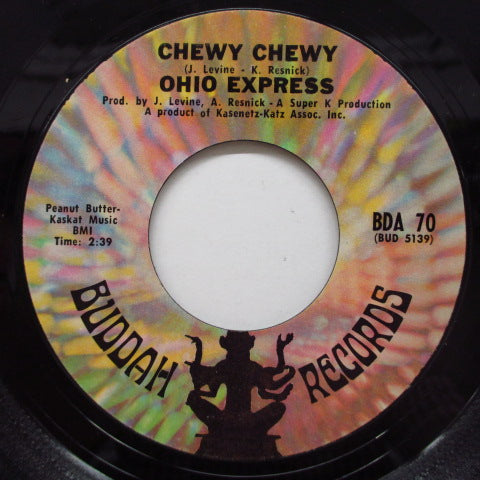 CHEWY CHEWY
(J. Levine - K. Resnick)
OHIO EXPRESS
Prod. by J. Levine, A. Resnick - A Super K Production
A product of Kasenetz-Katz Assoc. Inc.
Peanut Butter-
Kaskat Music
BMI
Time: 2:39
BDA 70
(BUD 5139)
BUDDAH RECORDS